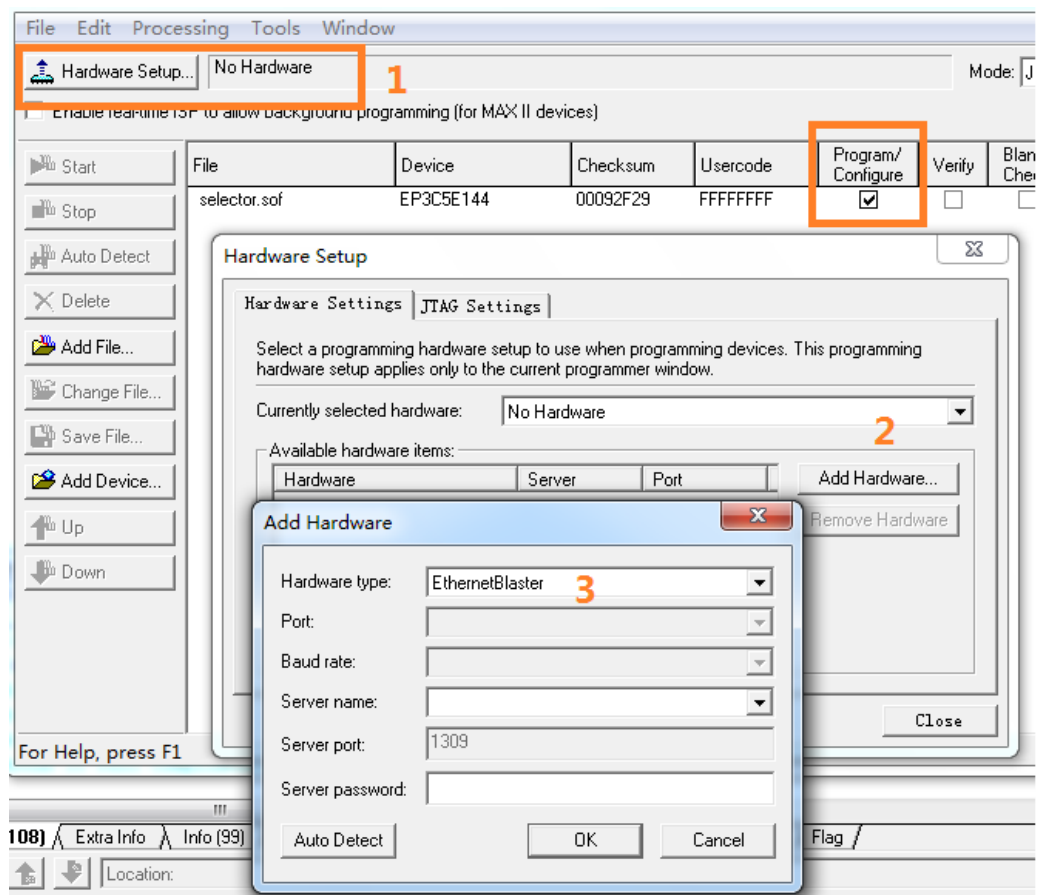 File Edit Processing Tools Window
Hardware Setup... No Hardware 1 Mode: J
Enable real-time ISP to allow background programming (for MAX II devices)
Start
Stop
Auto Detect
Delete
Add File...
Change File...
Save File...
Add Device...
Up
Down
File Device Checksum Usercode Program/ Configure Verify Blan Che
selector.sof EP3C5E144 00092F29 FFFFFFFF
Hardware Setup
Hardware Settings JTAG Settings
Select a programming hardware setup to use when programming devices. This programming
hardware setup applies only to the current programmer window.
Currently selected hardware: No Hardware
2
Available hardware items:
Hardware Server Port
Add Hardware...
Remove Hardware
Add Hardware
Hardware type: EthernetBlaster 3
Port:
Baud rate:
Server name:
Server port: 1309
Server password:
Auto Detect OK Cancel
Close
For Help, press F1
108) Extra Info Info (99) Flag
Location: